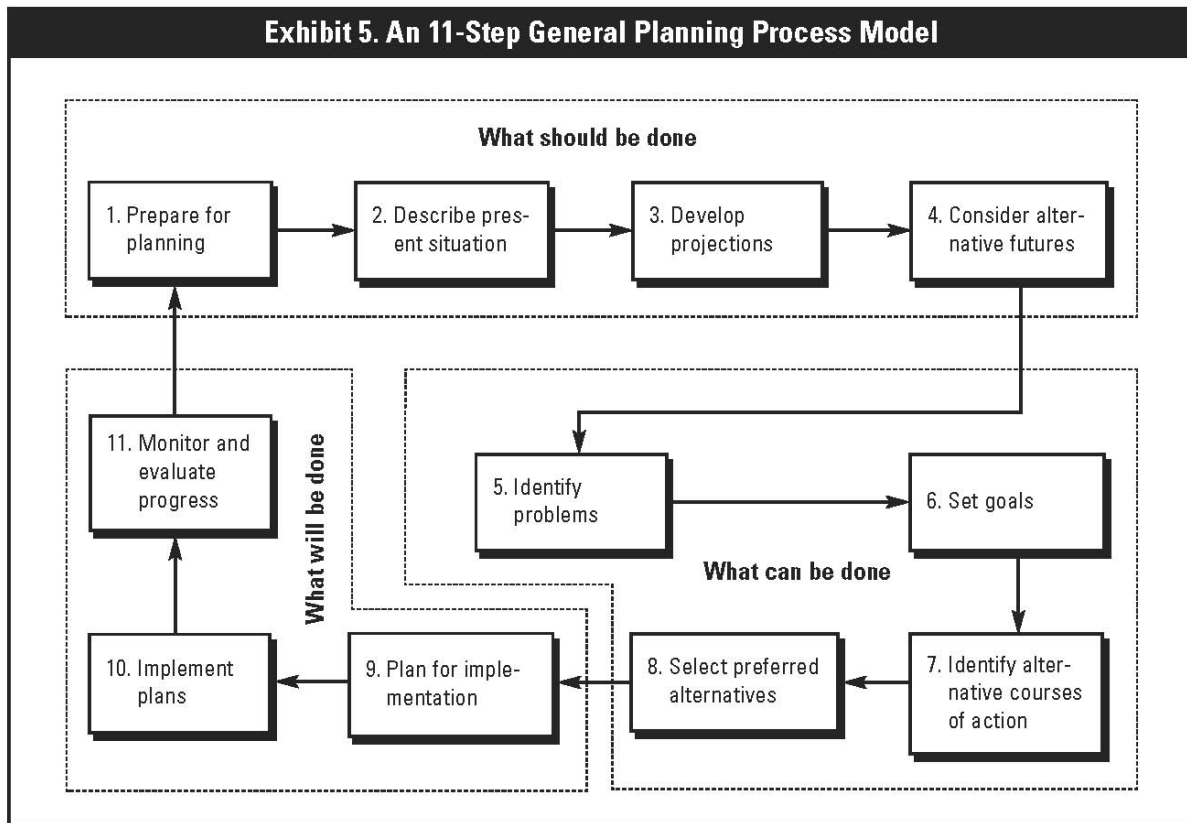 Exhibit 5. An 11-Step General Planning Process Model
What should be done
1. Prepare for
planning
2. Describe pres-
ent situation
3. Develop
projections
4. Consider alter-
native futures
5. Identify
problems
6. Set goals
What can be done
7. Identify alter-
native courses
of action
8. Select preferred
alternatives
9. Plan for imple-
mentation
10. Implement
plans
11. Monitor and
evaluate
progress
What will be done